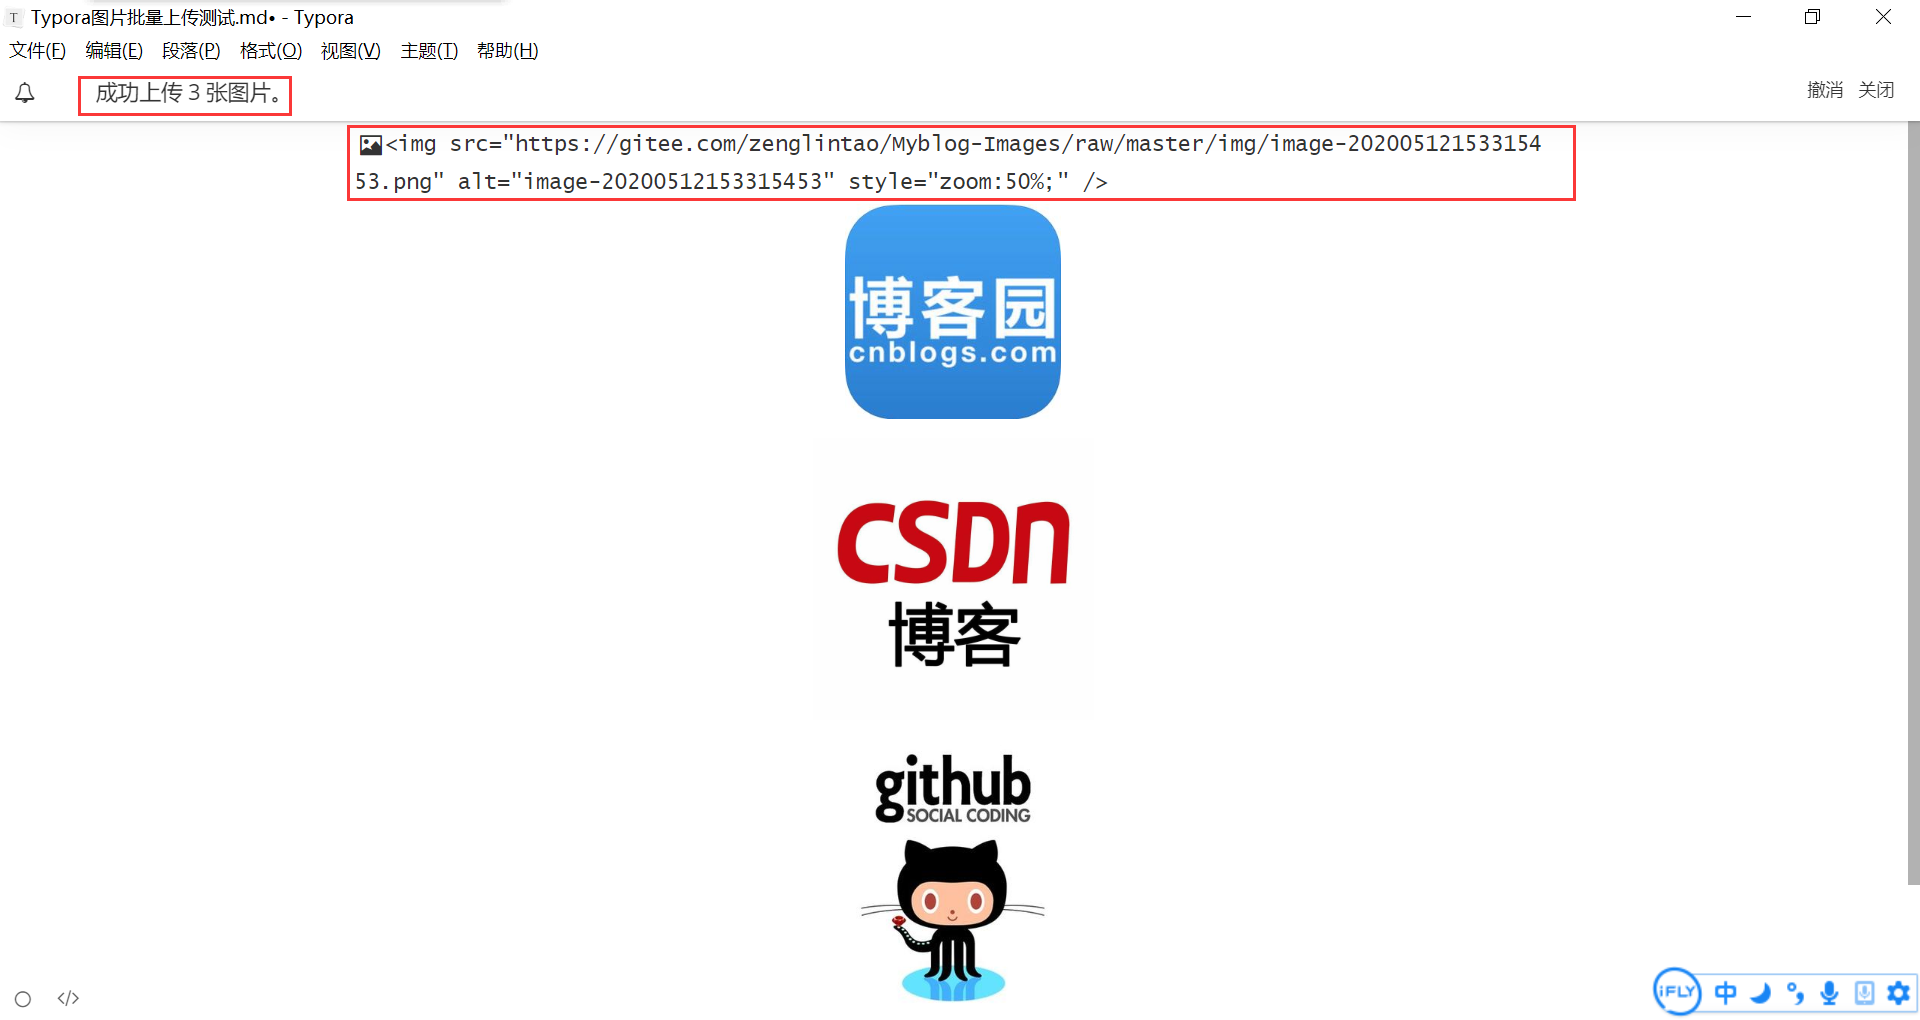 Typora图片批量上传测试.md• - Typora
文件(F) 编辑(E) 段落(P) 格式(O) 视图(V) 主题(T) 帮助(H)
成功上传 3 张图片。
撤消 关闭
<img src="https://gitee.com/zenglintao/Myblog-Images/raw/master/img/image-202005121533154
53.png" alt="image-20200512153315453" style="zoom:50%;" />
博客园
cnblogs.com
CSDN
博客
github
SOCIAL CODING
</>
iFLY 中